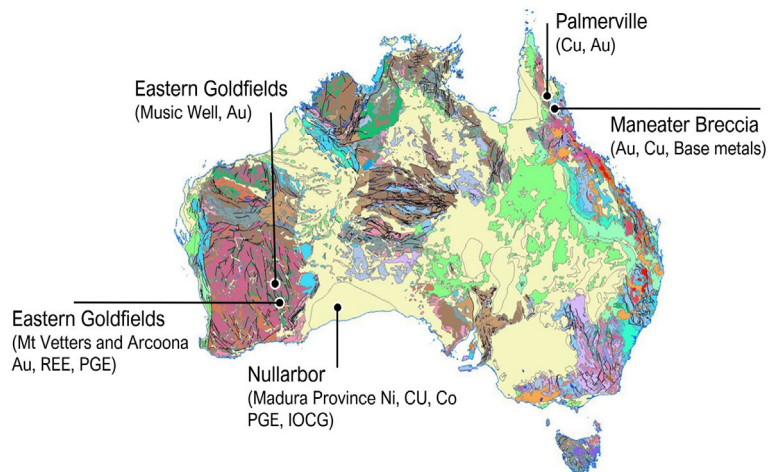 Palmerville
(Cu, Au)
Eastern Goldfields
(Music Well, Au)
Maneater Breccia
(Au, Cu, Base metals)
Eastern Goldfields
(Mt Vetters and Arcoona
Au, REE, PGE)
Nullarbor
(Madura Province Ni, CU, Co
PGE, IOCG)